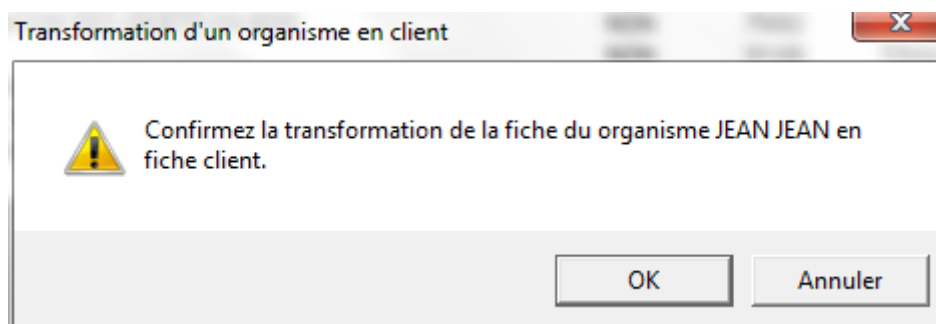 Transformation d'un organisme en client
Confirmez la transformation de la fiche du organisme JEAN JEAN en
fiche client.
OK
Annuler